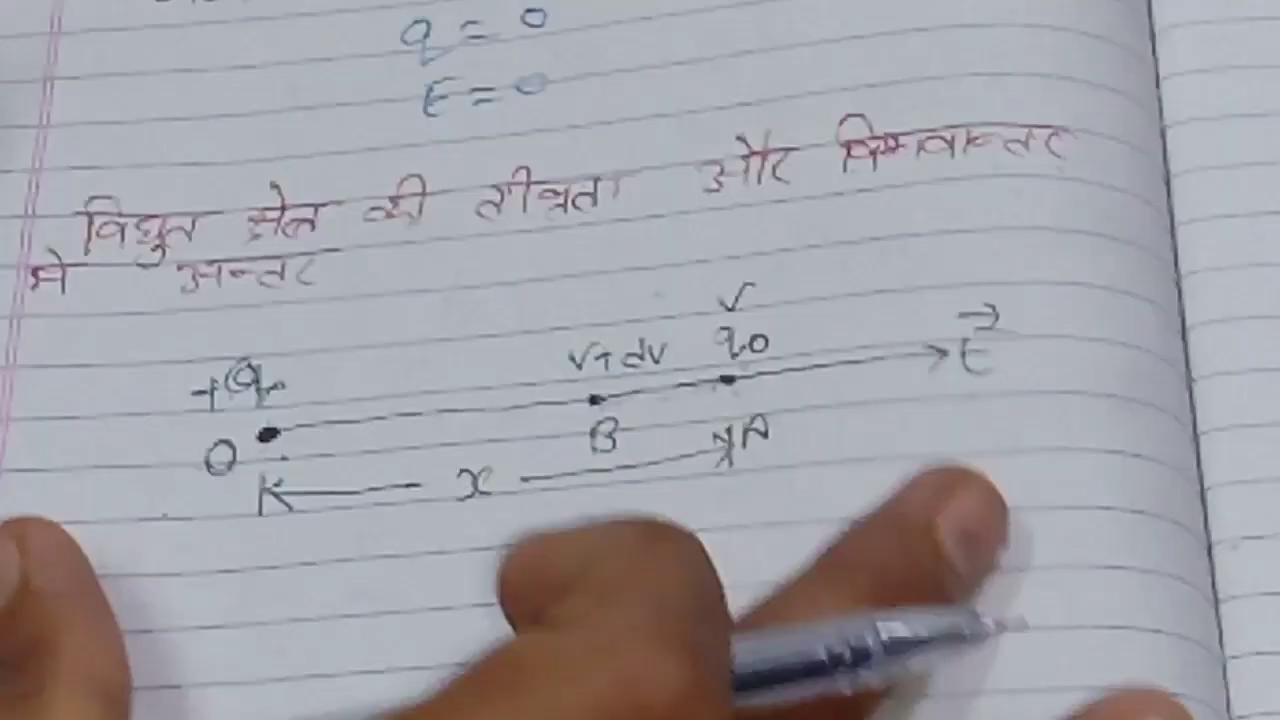 q = 0
E = 0
विद्युत क्षेत्र की तीव्रता और विभवान्तर
मे अन्तर
V
V+dV q₀ E
+Q
O B A
x